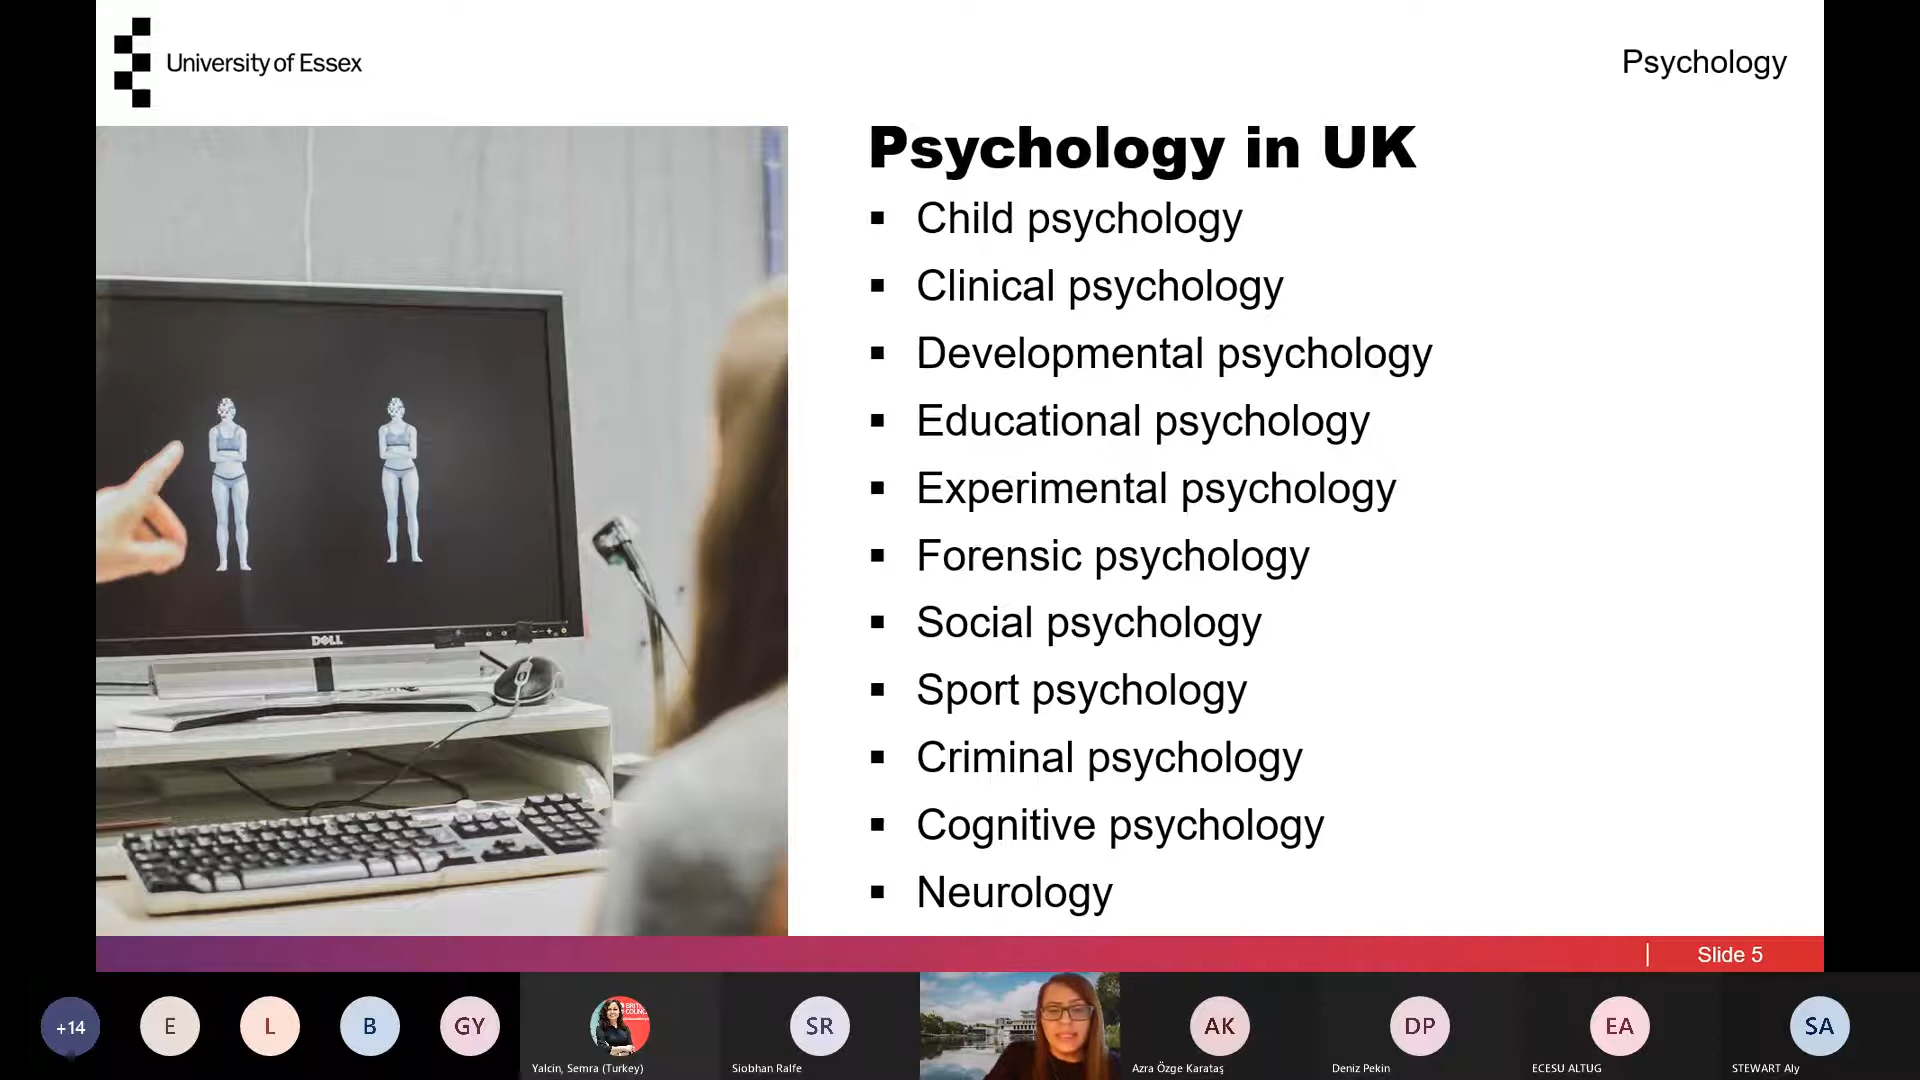 University of Essex
Psychology
Psychology in UK
▪ Child psychology
▪ Clinical psychology
▪ Developmental psychology
▪ Educational psychology
▪ Experimental psychology
▪ Forensic psychology
▪ Social psychology
▪ Sport psychology
▪ Criminal psychology
▪ Cognitive psychology
▪ Neurology
DELL
Slide 5
+14
E
L
B
GY
SR
AK
DP
EA
SA
Yalcin, Semra (Turkey)
Siobhan Ralfe
Azra Özge Karataş
Deniz Pekin
ECESU ALTUG
STEWART Aly